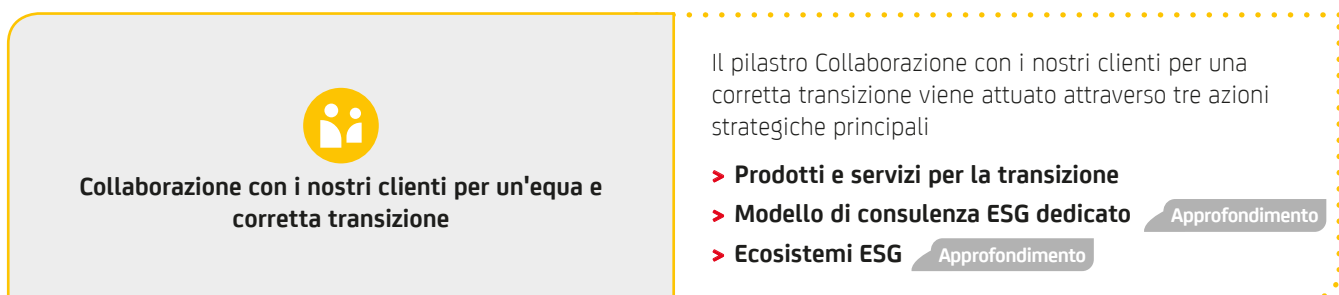 Collaborazione con i nostri clienti per un'equa e
corretta transizione
Il pilastro Collaborazione con i nostri clienti per una
corretta transizione viene attuato attraverso tre azioni
strategiche principali
> Prodotti e servizi per la transizione
> Modello di consulenza ESG dedicato Approfondimento
> Ecosistemi ESG Approfondimento